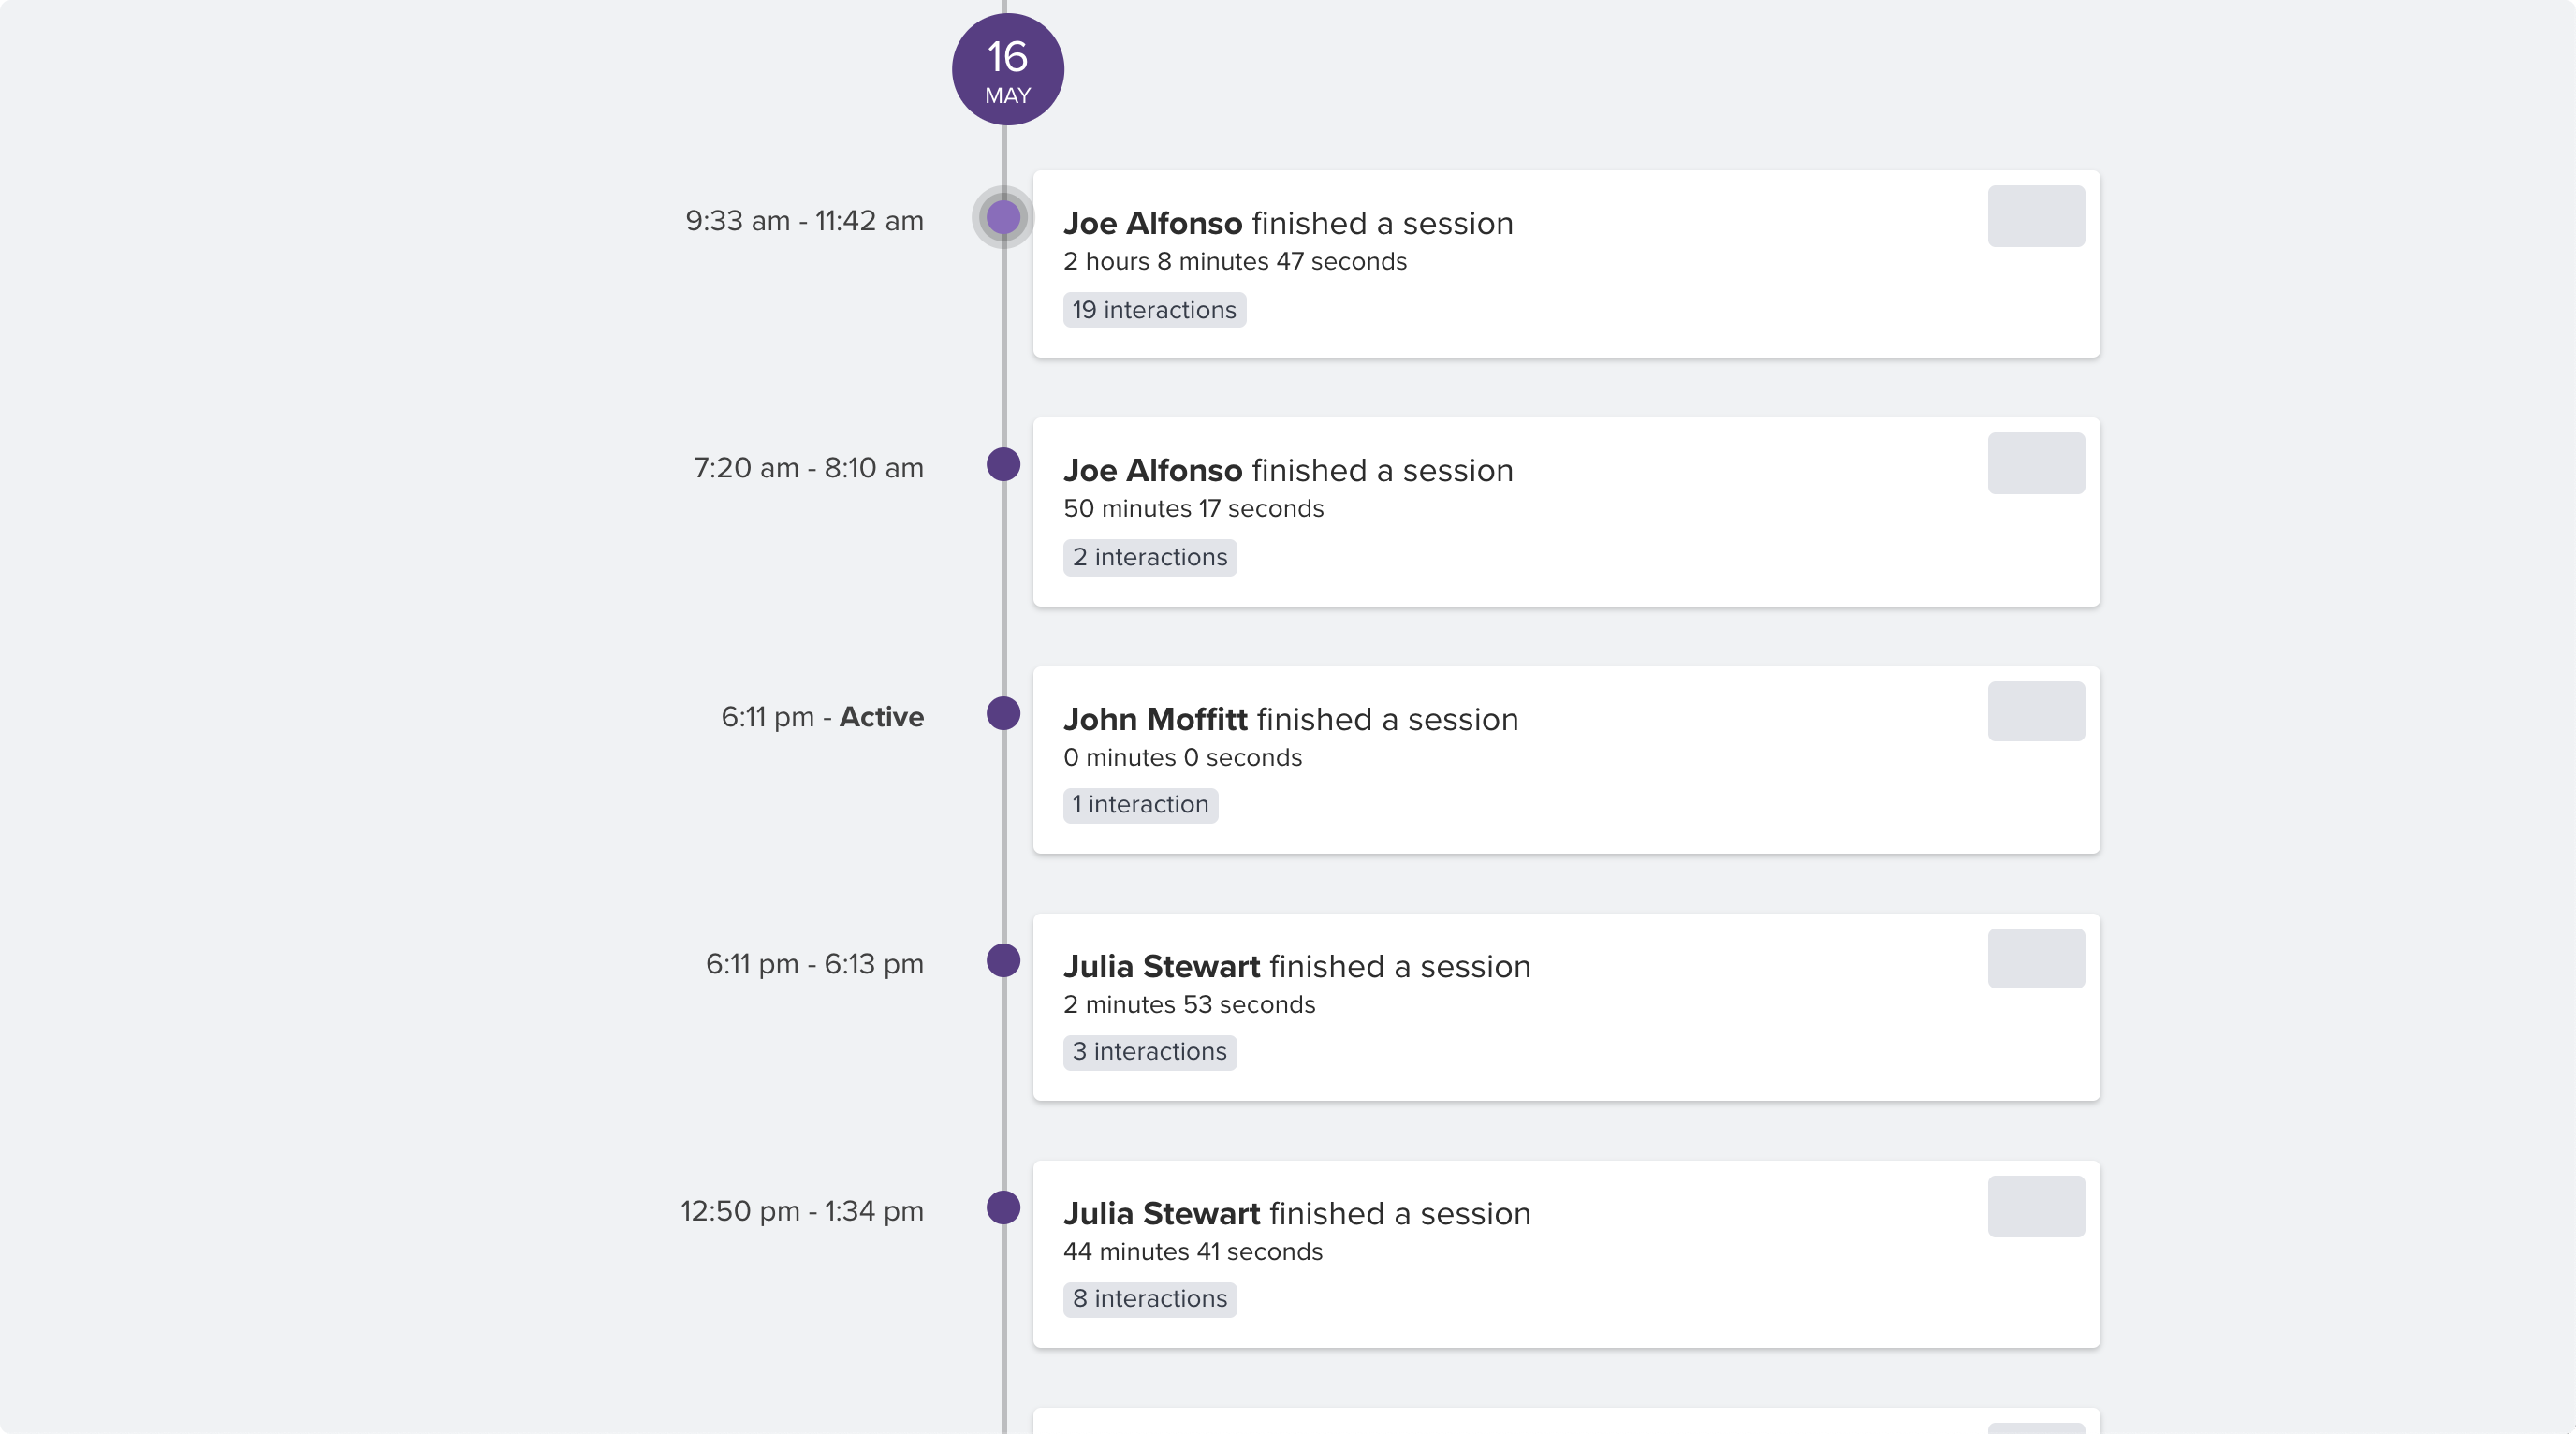 16
MAY
9:33 am - 11:42 am
Joe Alfonso finished a session
2 hours 8 minutes 47 seconds
19 interactions
7:20 am - 8:10 am
Joe Alfonso finished a session
50 minutes 17 seconds
2 interactions
6:11 pm - Active
John Moffitt finished a session
0 minutes 0 seconds
1 interaction
6:11 pm - 6:13 pm
Julia Stewart finished a session
2 minutes 53 seconds
3 interactions
12:50 pm - 1:34 pm
Julia Stewart finished a session
44 minutes 41 seconds
8 interactions